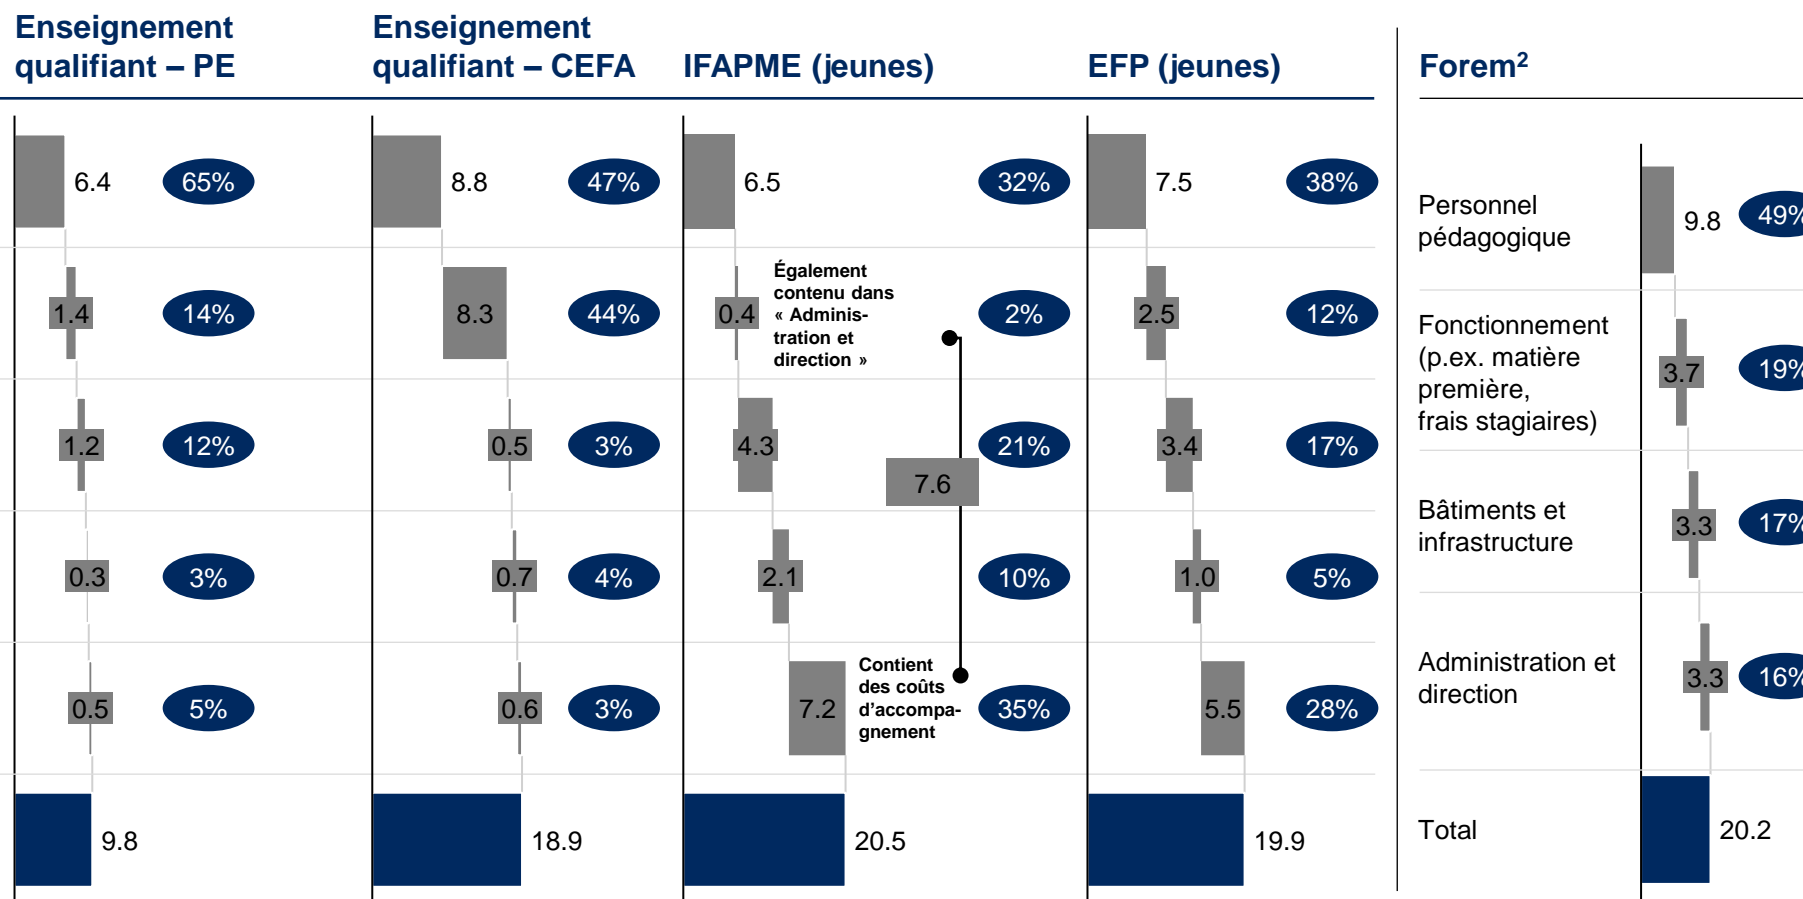 Enseignement
qualifiant – PE
Enseignement
qualifiant – CEFA
IFAPME (jeunes)
EFP (jeunes)
Forem²
6.4 65%
8.8 47%
6.5 32%
7.5 38%
Personnel
pédagogique
9.8 49%
1.4 14%
8.3 44%
0.4
Également
contenu dans
« Adminis-
tration et
direction »
2%
2.5 12%
Fonctionnement
(p.ex. matière
première,
frais stagiaires)
3.7 19%
1.2 12%
0.5 3%
4.3 21%
7.6
3.4 17%
Bâtiments et
infrastructure
3.3 17%
0.3 3%
0.7 4%
2.1 10%
1.0 5%
Administration et
direction
3.3 16%
0.5 5%
0.6 3%
7.2
Contient
des coûts
d’accompa-
gnement
35%
5.5 28%
9.8
18.9
20.5
19.9
Total
20.2